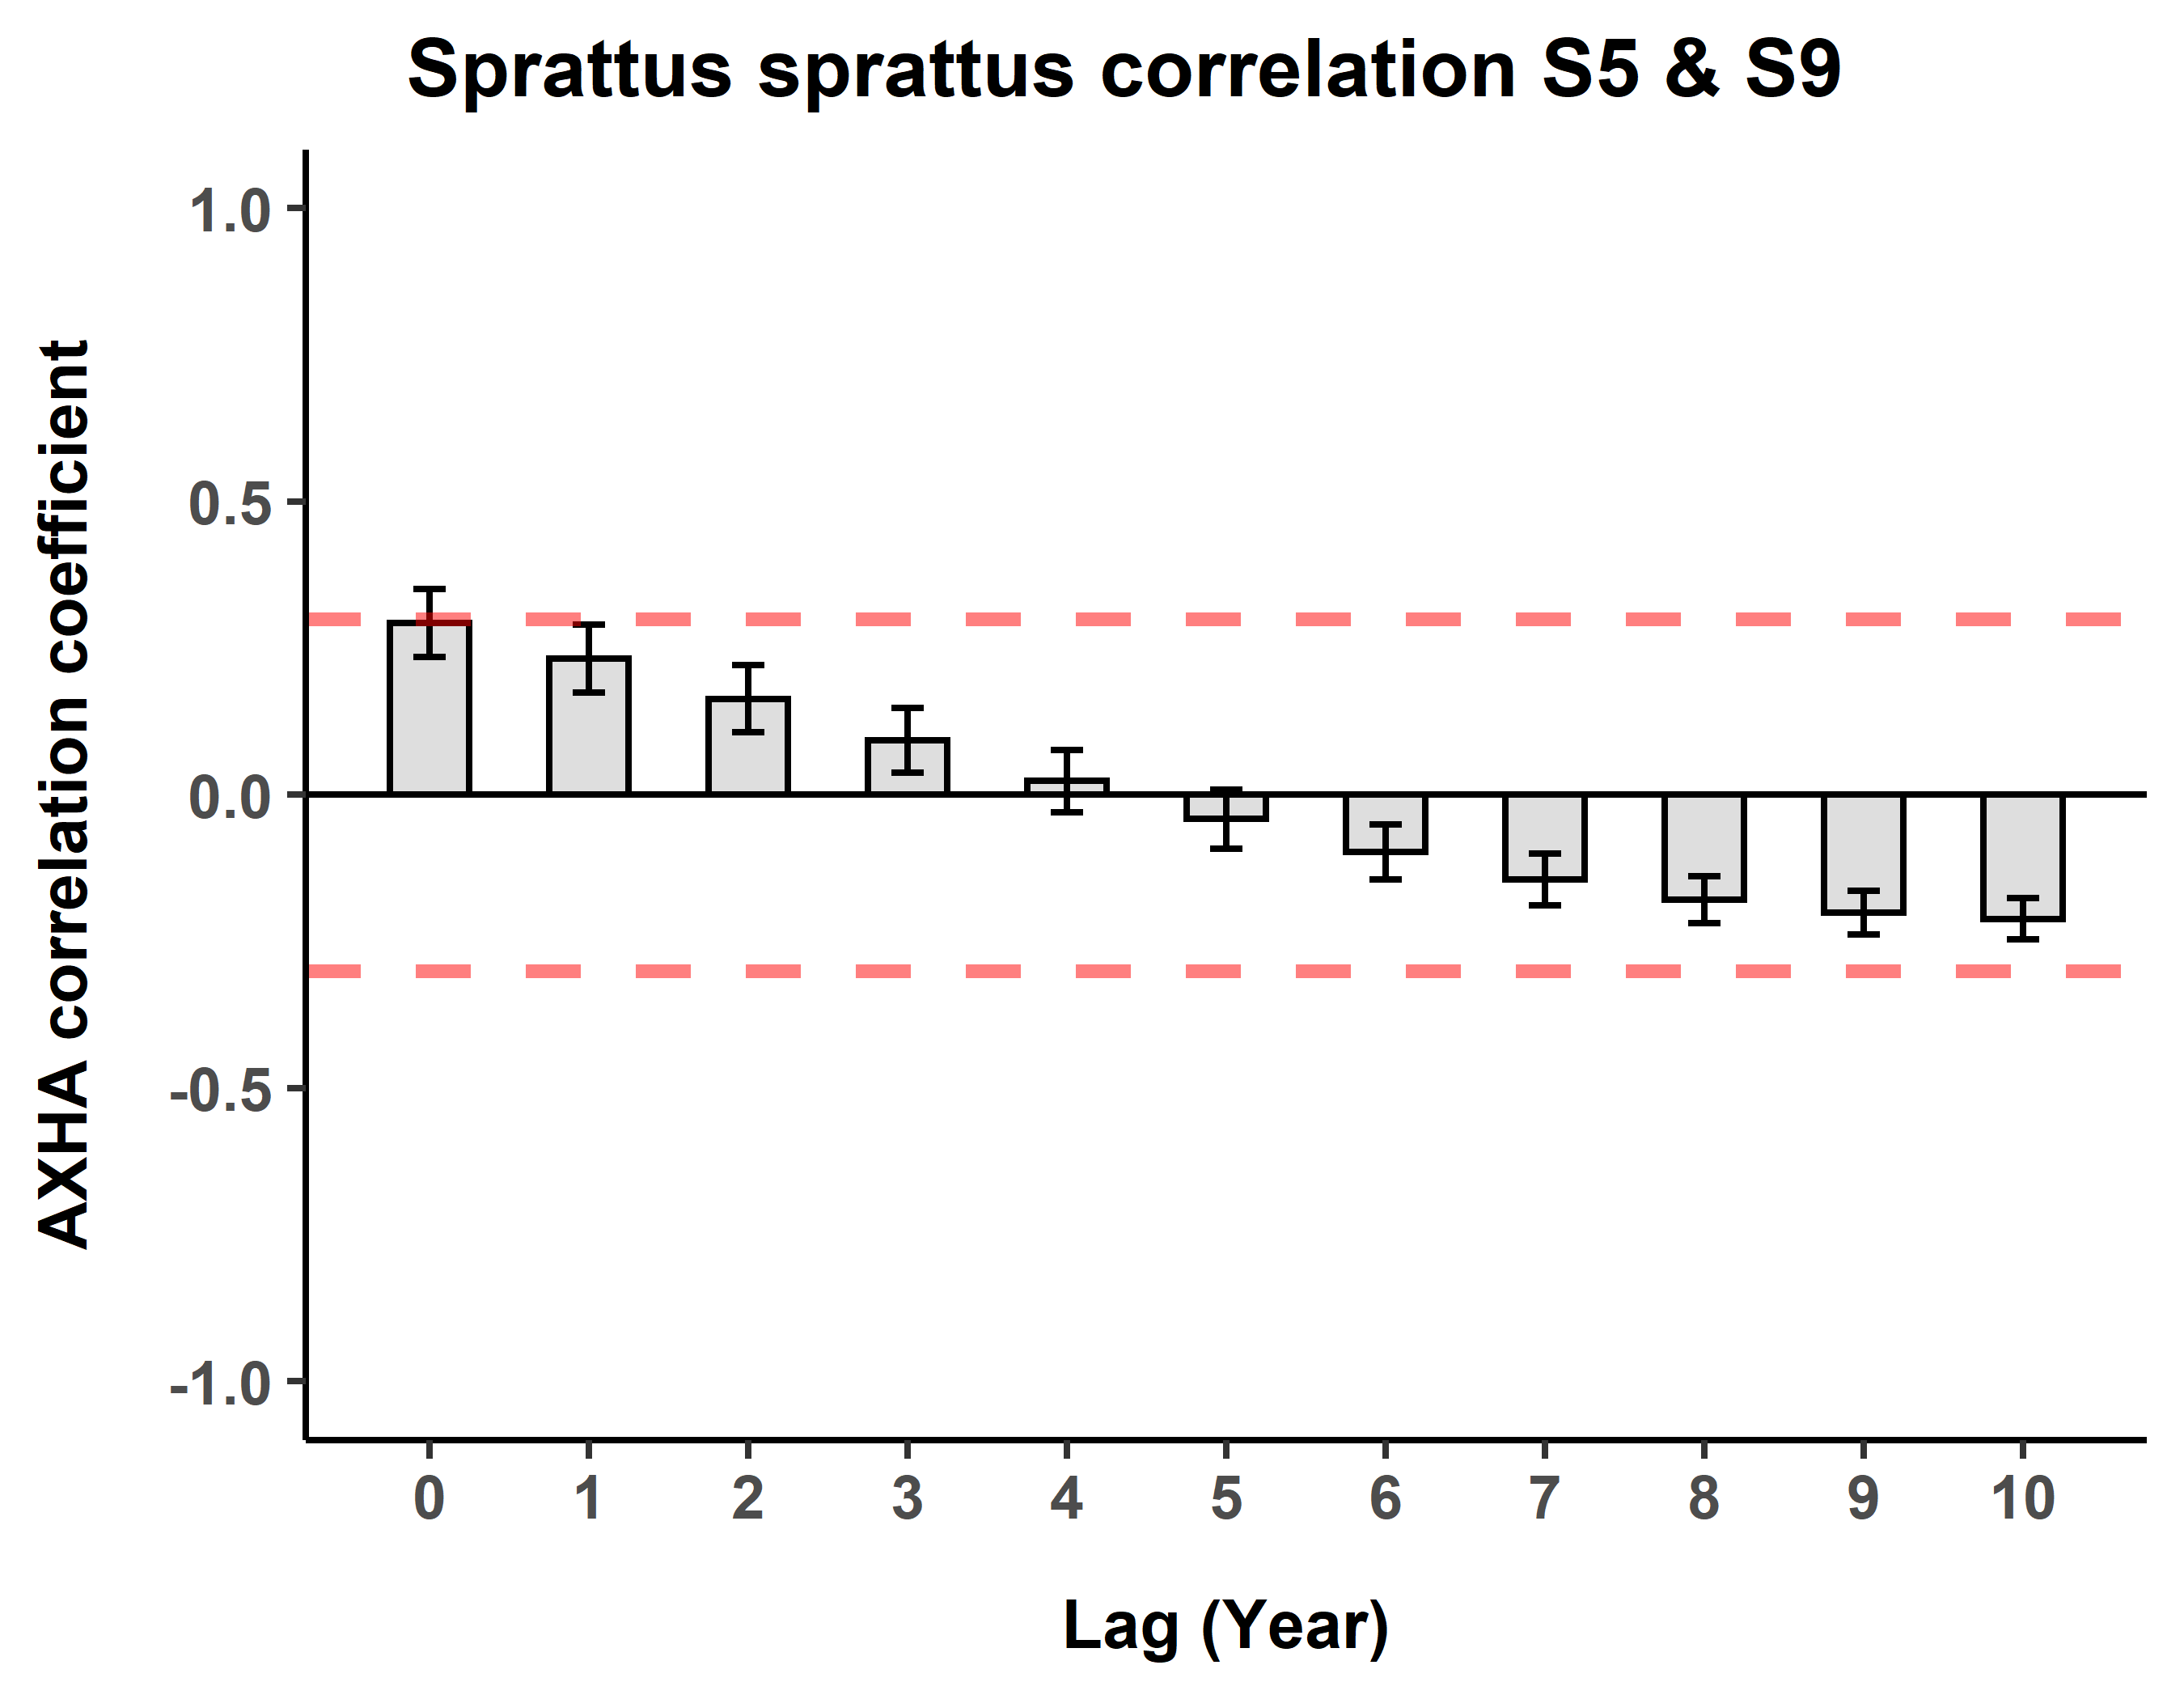 Sprattus sprattus correlation S5 & S9
AXHA correlation coefficient
1.0
0.5
0.0
-0.5
-1.0
0 1 2 3 4 5 6 7 8 9 10
Lag (Year)